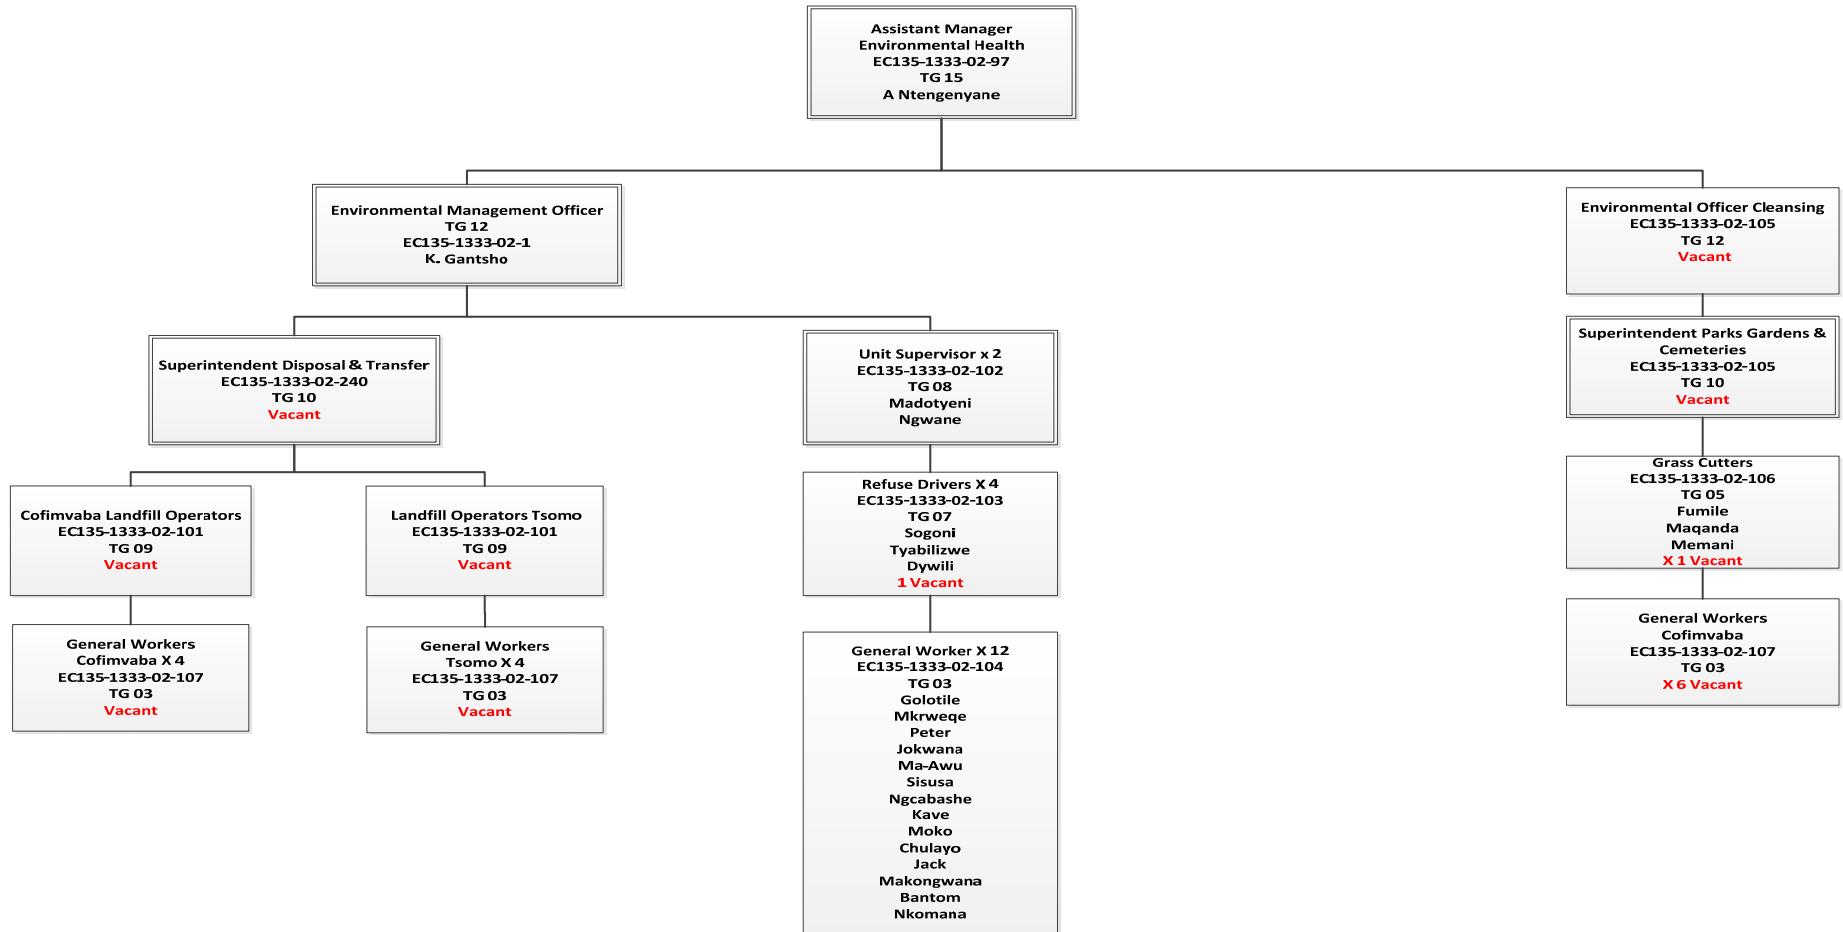 Assistant Manager
Environmental Health
EC135-1333-02-97
TG 15
A Ntengenyane
Environmental Management Officer
TG 12
EC135-1333-02-1
K. Gantsho
Environmental Officer Cleansing
EC135-1333-02-105
TG 12
Vacant
Superintendent Disposal & Transfer
EC135-1333-02-240
TG 10
Vacant
Unit Supervisor x 2
EC135-1333-02-102
TG 08
Madotyeni
Ngwane
Superintendent Parks Gardens &
Cemeteries
EC135-1333-02-105
TG 10
Vacant
Cofimvaba Landfill Operators
EC135-1333-02-101
TG 09
Vacant
Landfill Operators Tsomo
EC135-1333-02-101
TG 09
Vacant
Refuse Drivers X 4
EC135-1333-02-103
TG 07
Sogoni
Tyabilizwe
Dywili
1 Vacant
Grass Cutters
EC135-1333-02-106
TG 05
Fumile
Maqanda
Memani
X 1 Vacant
General Workers
Cofimvaba X 4
EC135-1333-02-107
TG 03
Vacant
General Workers
Tsomo X 4
EC135-1333-02-107
TG 03
Vacant
General Worker X 12
EC135-1333-02-104
TG 03
Golotile
Mkrweqe
Peter
Jokwana
Ma-Awu
Sisusa
Ngcabashe
Kave
Moko
Chulayo
Jack
Makongwana
Bantom
Nkomana
General Workers
Cofimvaba
EC135-1333-02-107
TG 03
X 6 Vacant